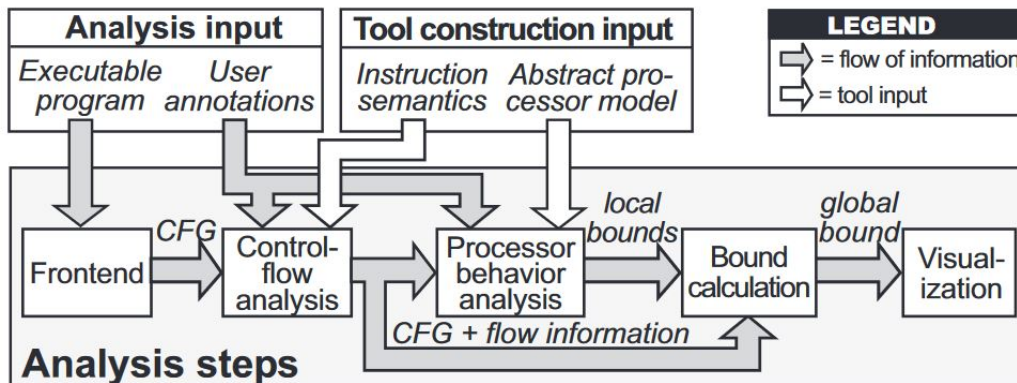 Analysis input
Executable
program
User
annotations
Tool construction input
Instruction
semantics
Abstract pro-
cessor model
LEGEND
= flow of information
= tool input
CFG
local
bounds
global
bound
Frontend
Control-
flow
analysis
Processor
behavior
analysis
Bound
calculation
Visual-
ization
CFG + flow information
Analysis steps